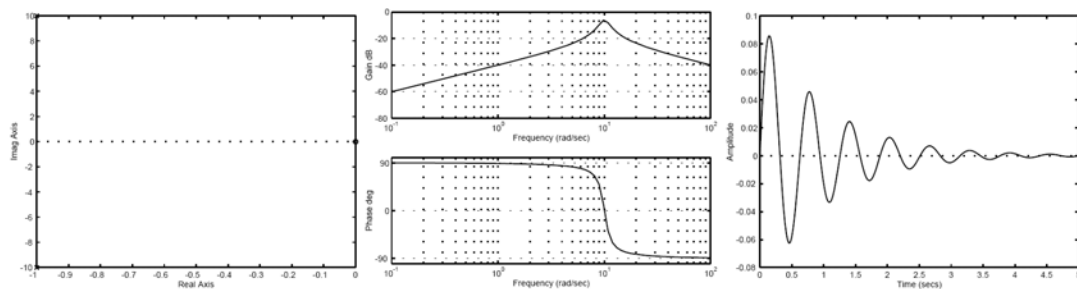 10
8
6
4
2
0
-2
-4
-6
-8
-10
Imag Axis
-1 -0.9 -0.8 -0.7 -0.6 -0.5 -0.4 -0.3 -0.2 -0.1 0
Real Axis
Gain dB
-20
-40
-60
-80
10-1 100 101 102
Frequency (rad/sec)
Phase deg
90
0
-90
10-1 100 101 102
Frequency (rad/sec)
Amplitude
0.1
0.08
0.06
0.04
0.02
0
-0.02
-0.04
-0.06
-0.08
0 0.5 1 1.5 2 2.5 3 3.5 4 4.5 5
Time (secs)